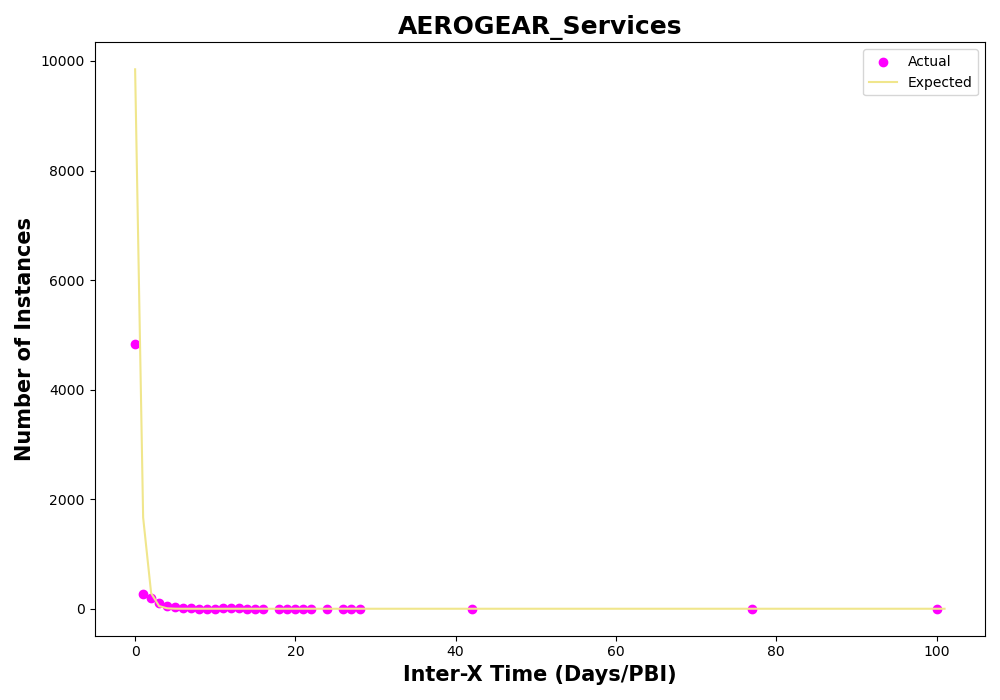 AEROGEAR_Services
Actual
Expected
10000
8000
6000
4000
2000
0
Number of Instances
0 20 40 60 80 100
Inter-X Time (Days/PBI)